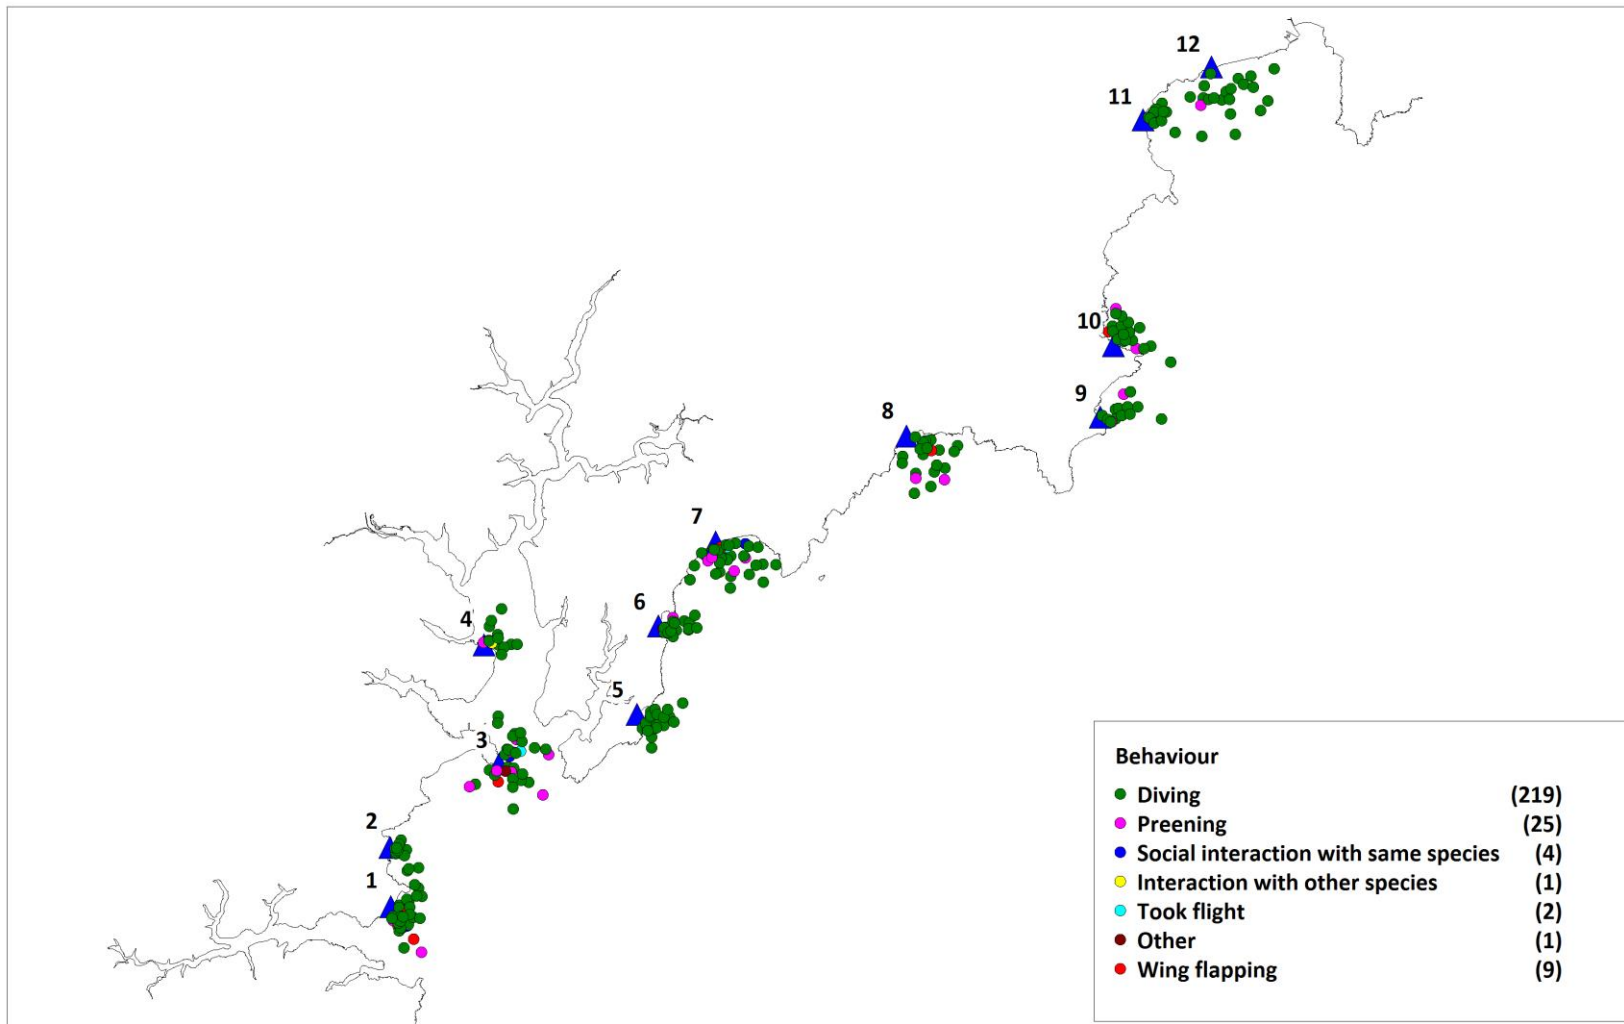 12
11
10
9
8
7
6
4
5
3
2
1
Behaviour
Diving (219)
Preening (25)
Social interaction with same species (4)
Interaction with other species (1)
Took flight (2)
Other (1)
Wing flapping (9)